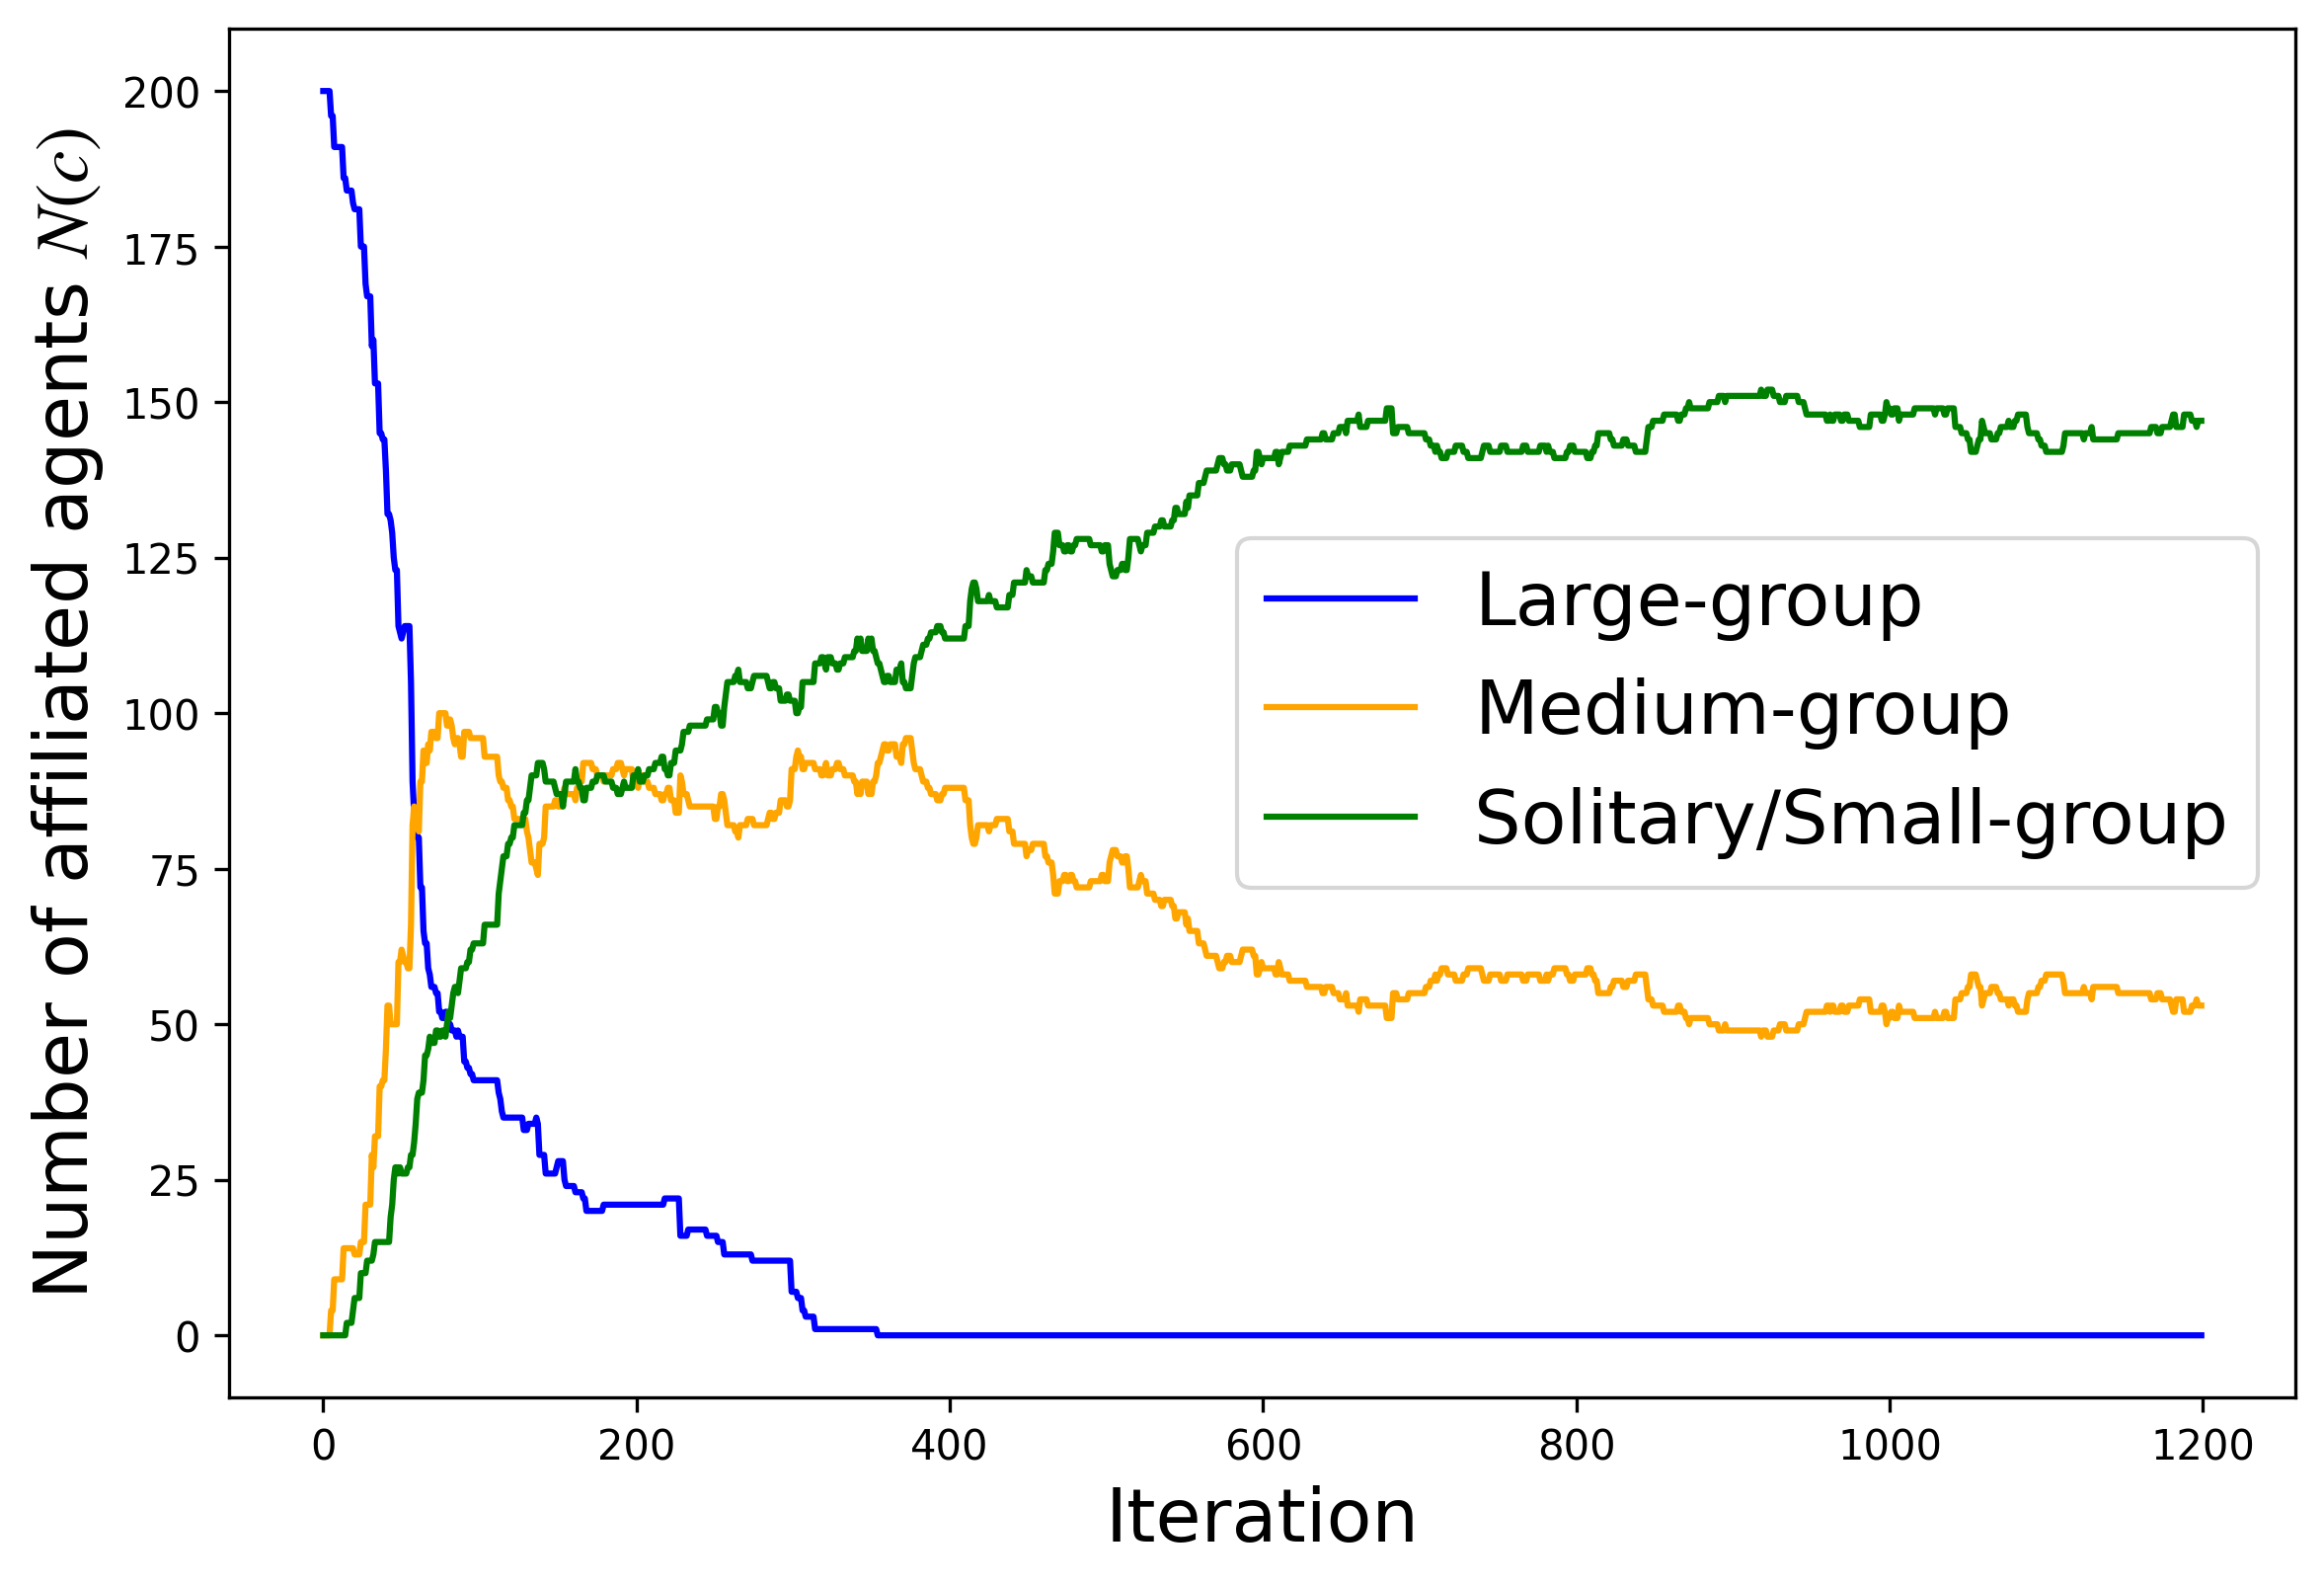 Number of affiliated agents N(c)
200
175
150
125
100
75
50
25
0
Large-group
Medium-group
Solitary/Small-group
0 200 400 600 800 1000 1200
Iteration